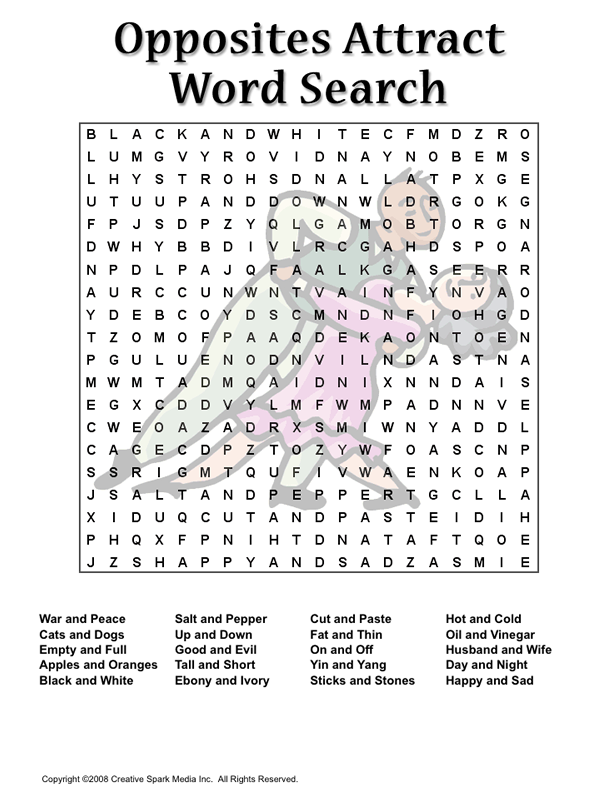 Opposites Attract
Word Search
B L A C K A N D W H I T E C F M D Z R O
L U M G V Y R O V I D N A Y N O B E M S
L H Y S T R O H S D N A L L A T P X G E
U T U U P A N D D O W N W L D R G O K G
F P J S D P Z Y Q L G A M O B T O R G N
D W H Y B B D I V L R C G A H D S P O A
N P D L P A J Q F A A L K G A S E E R R
A U R C C U N W N T V A I N F Y N V A O
Y D E B C O Y D S C M N D N F I O H G D
T Z O M O F P A A Q D E K A O N T O E N
P G U L U E N O D N V I L N D A S T N A
M W M T A D M Q A I D N I X N N D A I S
E G X C D D V Y L M F W M P A D N N V E
C W E O A Z A D R X S M I W N Y A D D L
C A G E C D P Z T O Z Y W F O A S C N P
S S R I G M T Q U F I V W A E N K O A P
J S A L T A N D P E P P E R T G C L L A
X I D U Q C U T A N D P A S T E I D I H
P H Q X F P N I H T D N A T A F T Q O E
J Z S H A P P Y A N D S A D Z A S M I E
War and Peace Salt and Pepper Cut and Paste Hot and Cold
Cats and Dogs Up and Down Fat and Thin Oil and Vinegar
Empty and Full Good and Evil On and Off Husband and Wife
Apples and Oranges Tall and Short Yin and Yang Day and Night
Black and White Ebony and Ivory Sticks and Stones Happy and Sad
Copyright ©2008 Creative Spark Media Inc. All Rights Reserved.